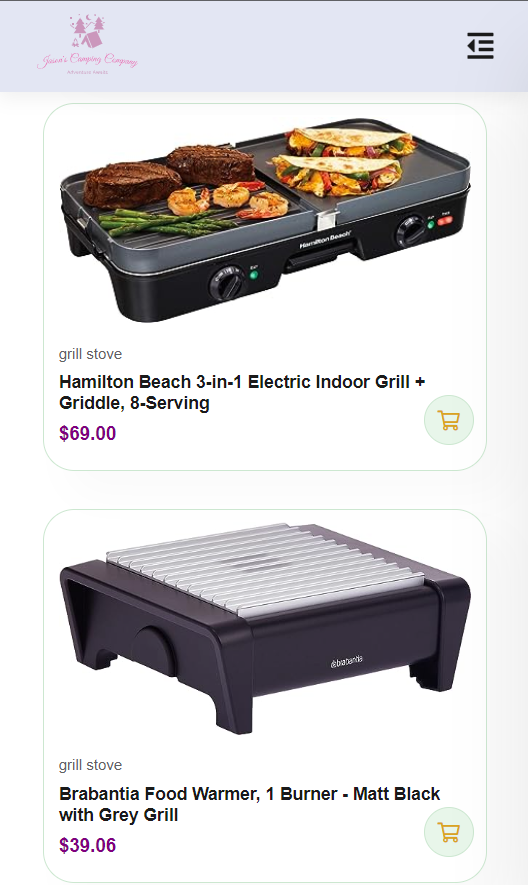 Jason's Camping Company
Adventure Awaits
Hamilton Beach
grill stove
Hamilton Beach 3-in-1 Electric Indoor Grill +
Griddle, 8-Serving
$69.00
brabantia
grill stove
Brabantia Food Warmer, 1 Burner - Matt Black
with Grey Grill
$39.06